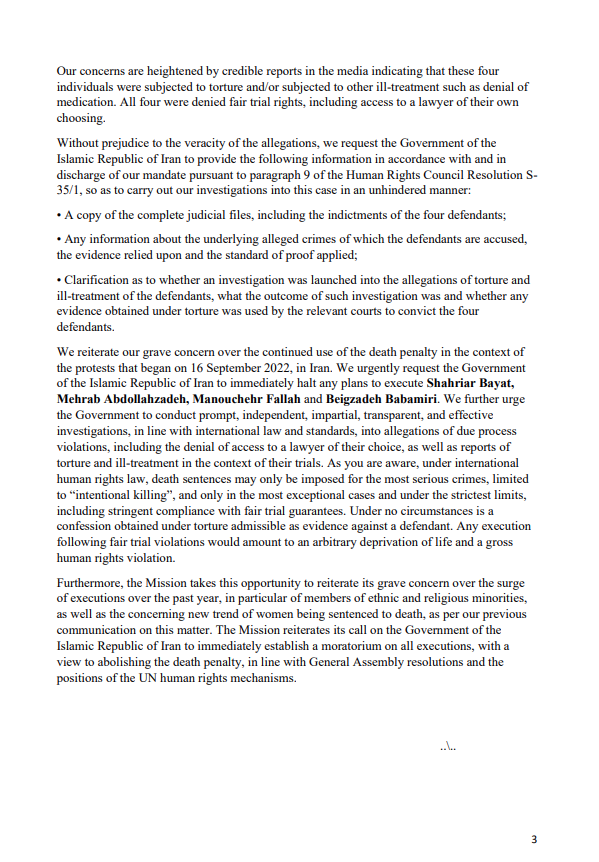 Our concerns are heightened by credible reports in the media indicating that these four
individuals were subjected to torture and/or subjected to other ill-treatment such as denial of
medication. All four were denied fair trial rights, including access to a lawyer of their own
choosing.
Without prejudice to the veracity of the allegations, we request the Government of the
Islamic Republic of Iran to provide the following information in accordance with and in
discharge of our mandate pursuant to paragraph 9 of the Human Rights Council Resolution S-
35/1, so as to carry out our investigations into this case in an unhindered manner:
• A copy of the complete judicial files, including the indictments of the four defendants;
• Any information about the underlying alleged crimes of which the defendants are accused,
the evidence relied upon and the standard of proof applied;
• Clarification as to whether an investigation was launched into the allegations of torture and
ill-treatment of the defendants, what the outcome of such investigation was and whether any
evidence obtained under torture was used by the relevant courts to convict the four
defendants.
We reiterate our grave concern over the continued use of the death penalty in the context of
the protests that began on 16 September 2022, in Iran. We urgently request the Government
of the Islamic Republic of Iran to immediately halt any plans to execute Shahriar Bayat,
Mehrab Abdollahzadeh, Manouchehr Fallah and Beigzadeh Babamiri. We further urge
the Government to conduct prompt, independent, impartial, transparent, and effective
investigations, in line with international law and standards, into allegations of due process
violations, including the denial of access to a lawyer of their choice, as well as reports of
torture and ill-treatment in the context of their trials. As you are aware, under international
human rights law, death sentences may only be imposed for the most serious crimes, limited
to “intentional killing”, and only in the most exceptional cases and under the strictest limits,
including stringent compliance with fair trial guarantees. Under no circumstances is a
confession obtained under torture admissible as evidence against a defendant. Any execution
following fair trial violations would amount to an arbitrary deprivation of life and a gross
human rights violation.
Furthermore, the Mission takes this opportunity to reiterate its grave concern over the surge
of executions over the past year, in particular of members of ethnic and religious minorities,
as well as the concerning new trend of women being sentenced to death, as per our previous
communication on this matter. The Mission reiterates its call on the Government of the
Islamic Republic of Iran to immediately establish a moratorium on all executions, with a
view to abolishing the death penalty, in line with General Assembly resolutions and the
positions of the UN human rights mechanisms.
..\..
3